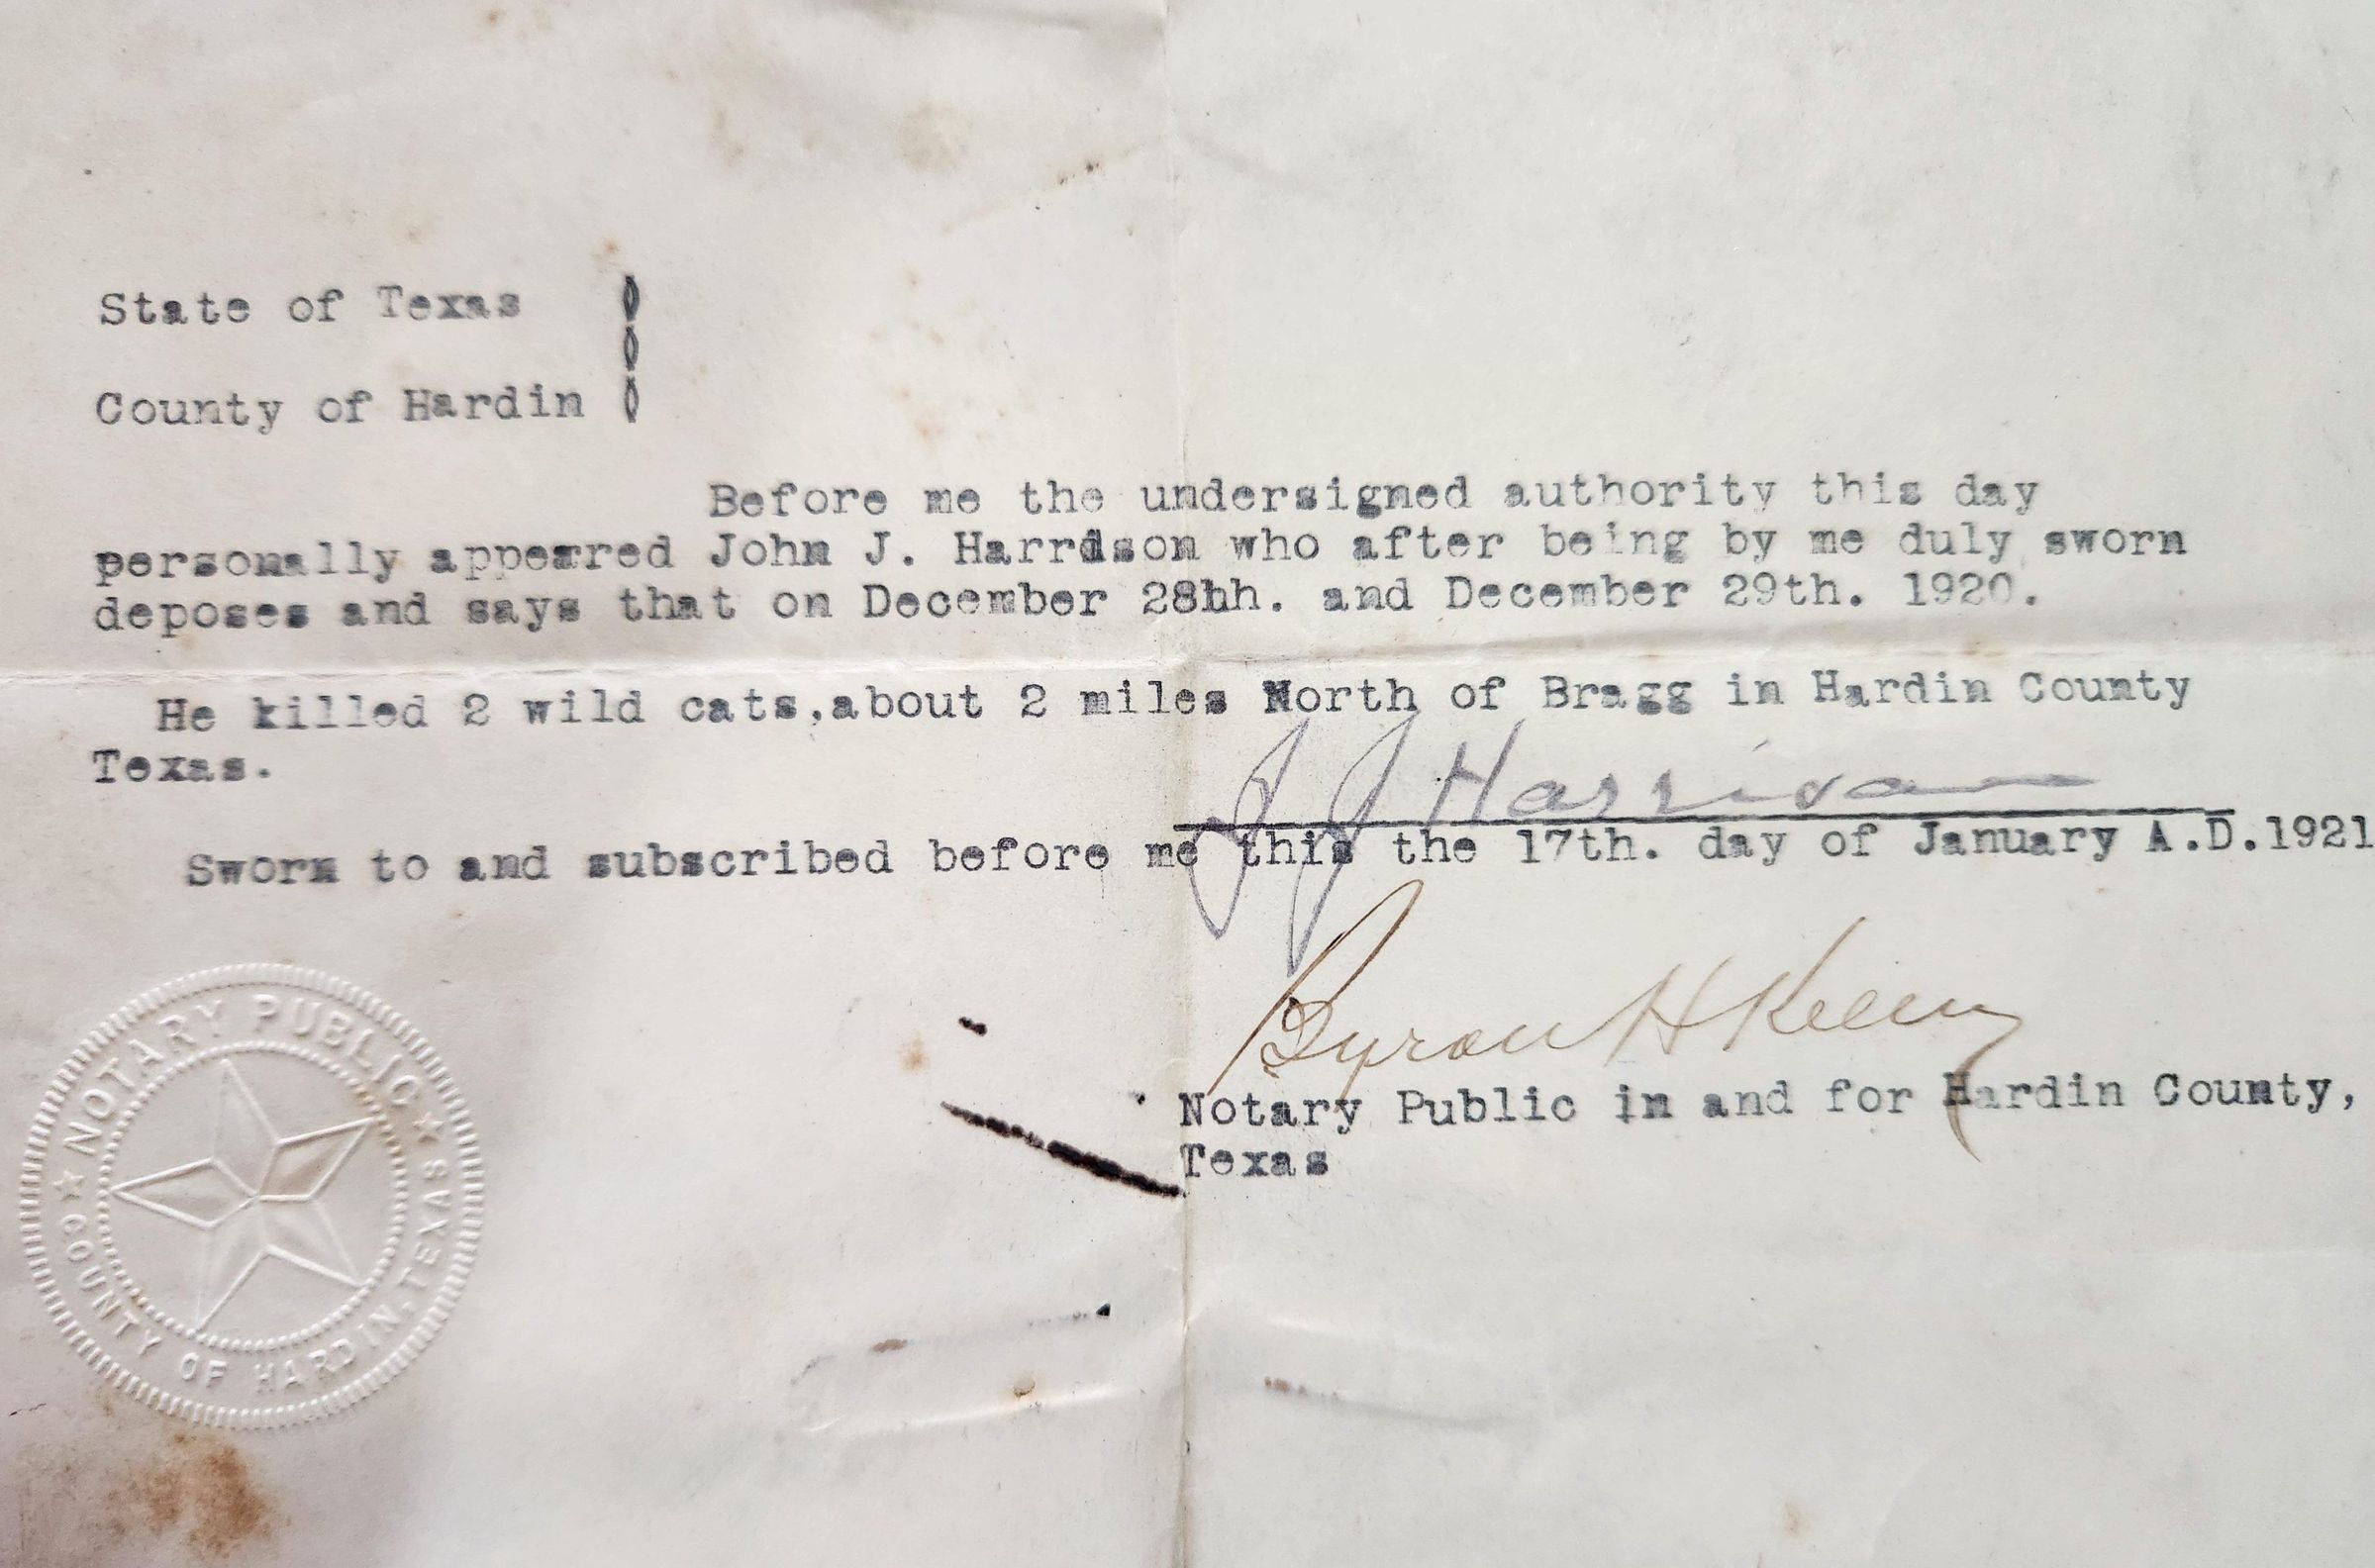 State of Texas
County of Hardin
Before me the undersigned authority this day
personally appeared John J. Harrison who after being by me duly sworn
deposes and says that on December 28th. and December 29th. 1920.
He killed 2 wild cats,about 2 miles North of Bragg in Hardin County
Texas.
J J Harrison
Sworn to and subscribed before me this the 17th. day of January A.D.1921
Byron H
Notary Public in and for Hardin County,
Texas
NOTARY PUBLIC
COUNTY OF HARDIN, TEXAS